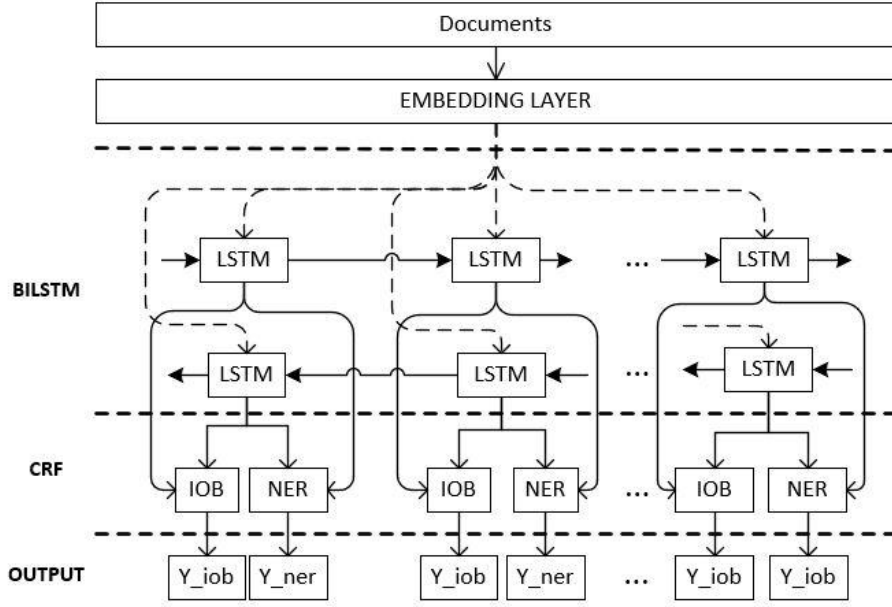 Documents
EMBEDDING LAYER
BILSTM
LSTM LSTM ... LSTM
LSTM LSTM ... LSTM
CRF
IOB NER IOB NER ... IOB NER
OUTPUT
Y_iob Y_ner Y_iob Y_ner ... Y_iob Y_iob